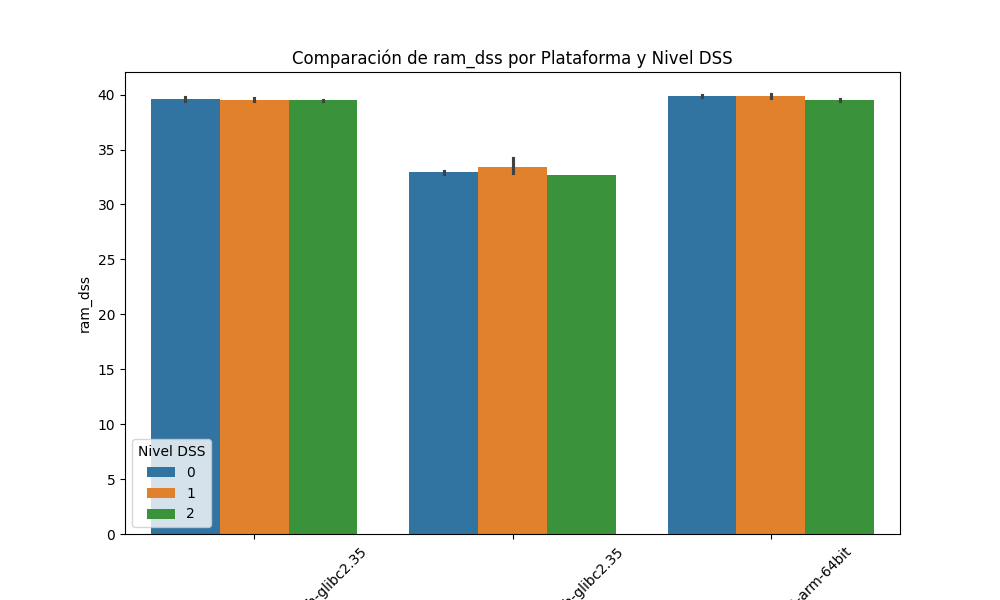 Comparación de ram_dss por Plataforma y Nivel DSS
ram_dss
40
35
30
25
20
15
10
5
0
Nivel DSS
0
1
2
-glibc2.35
-glibc2.35
-arm-64bit